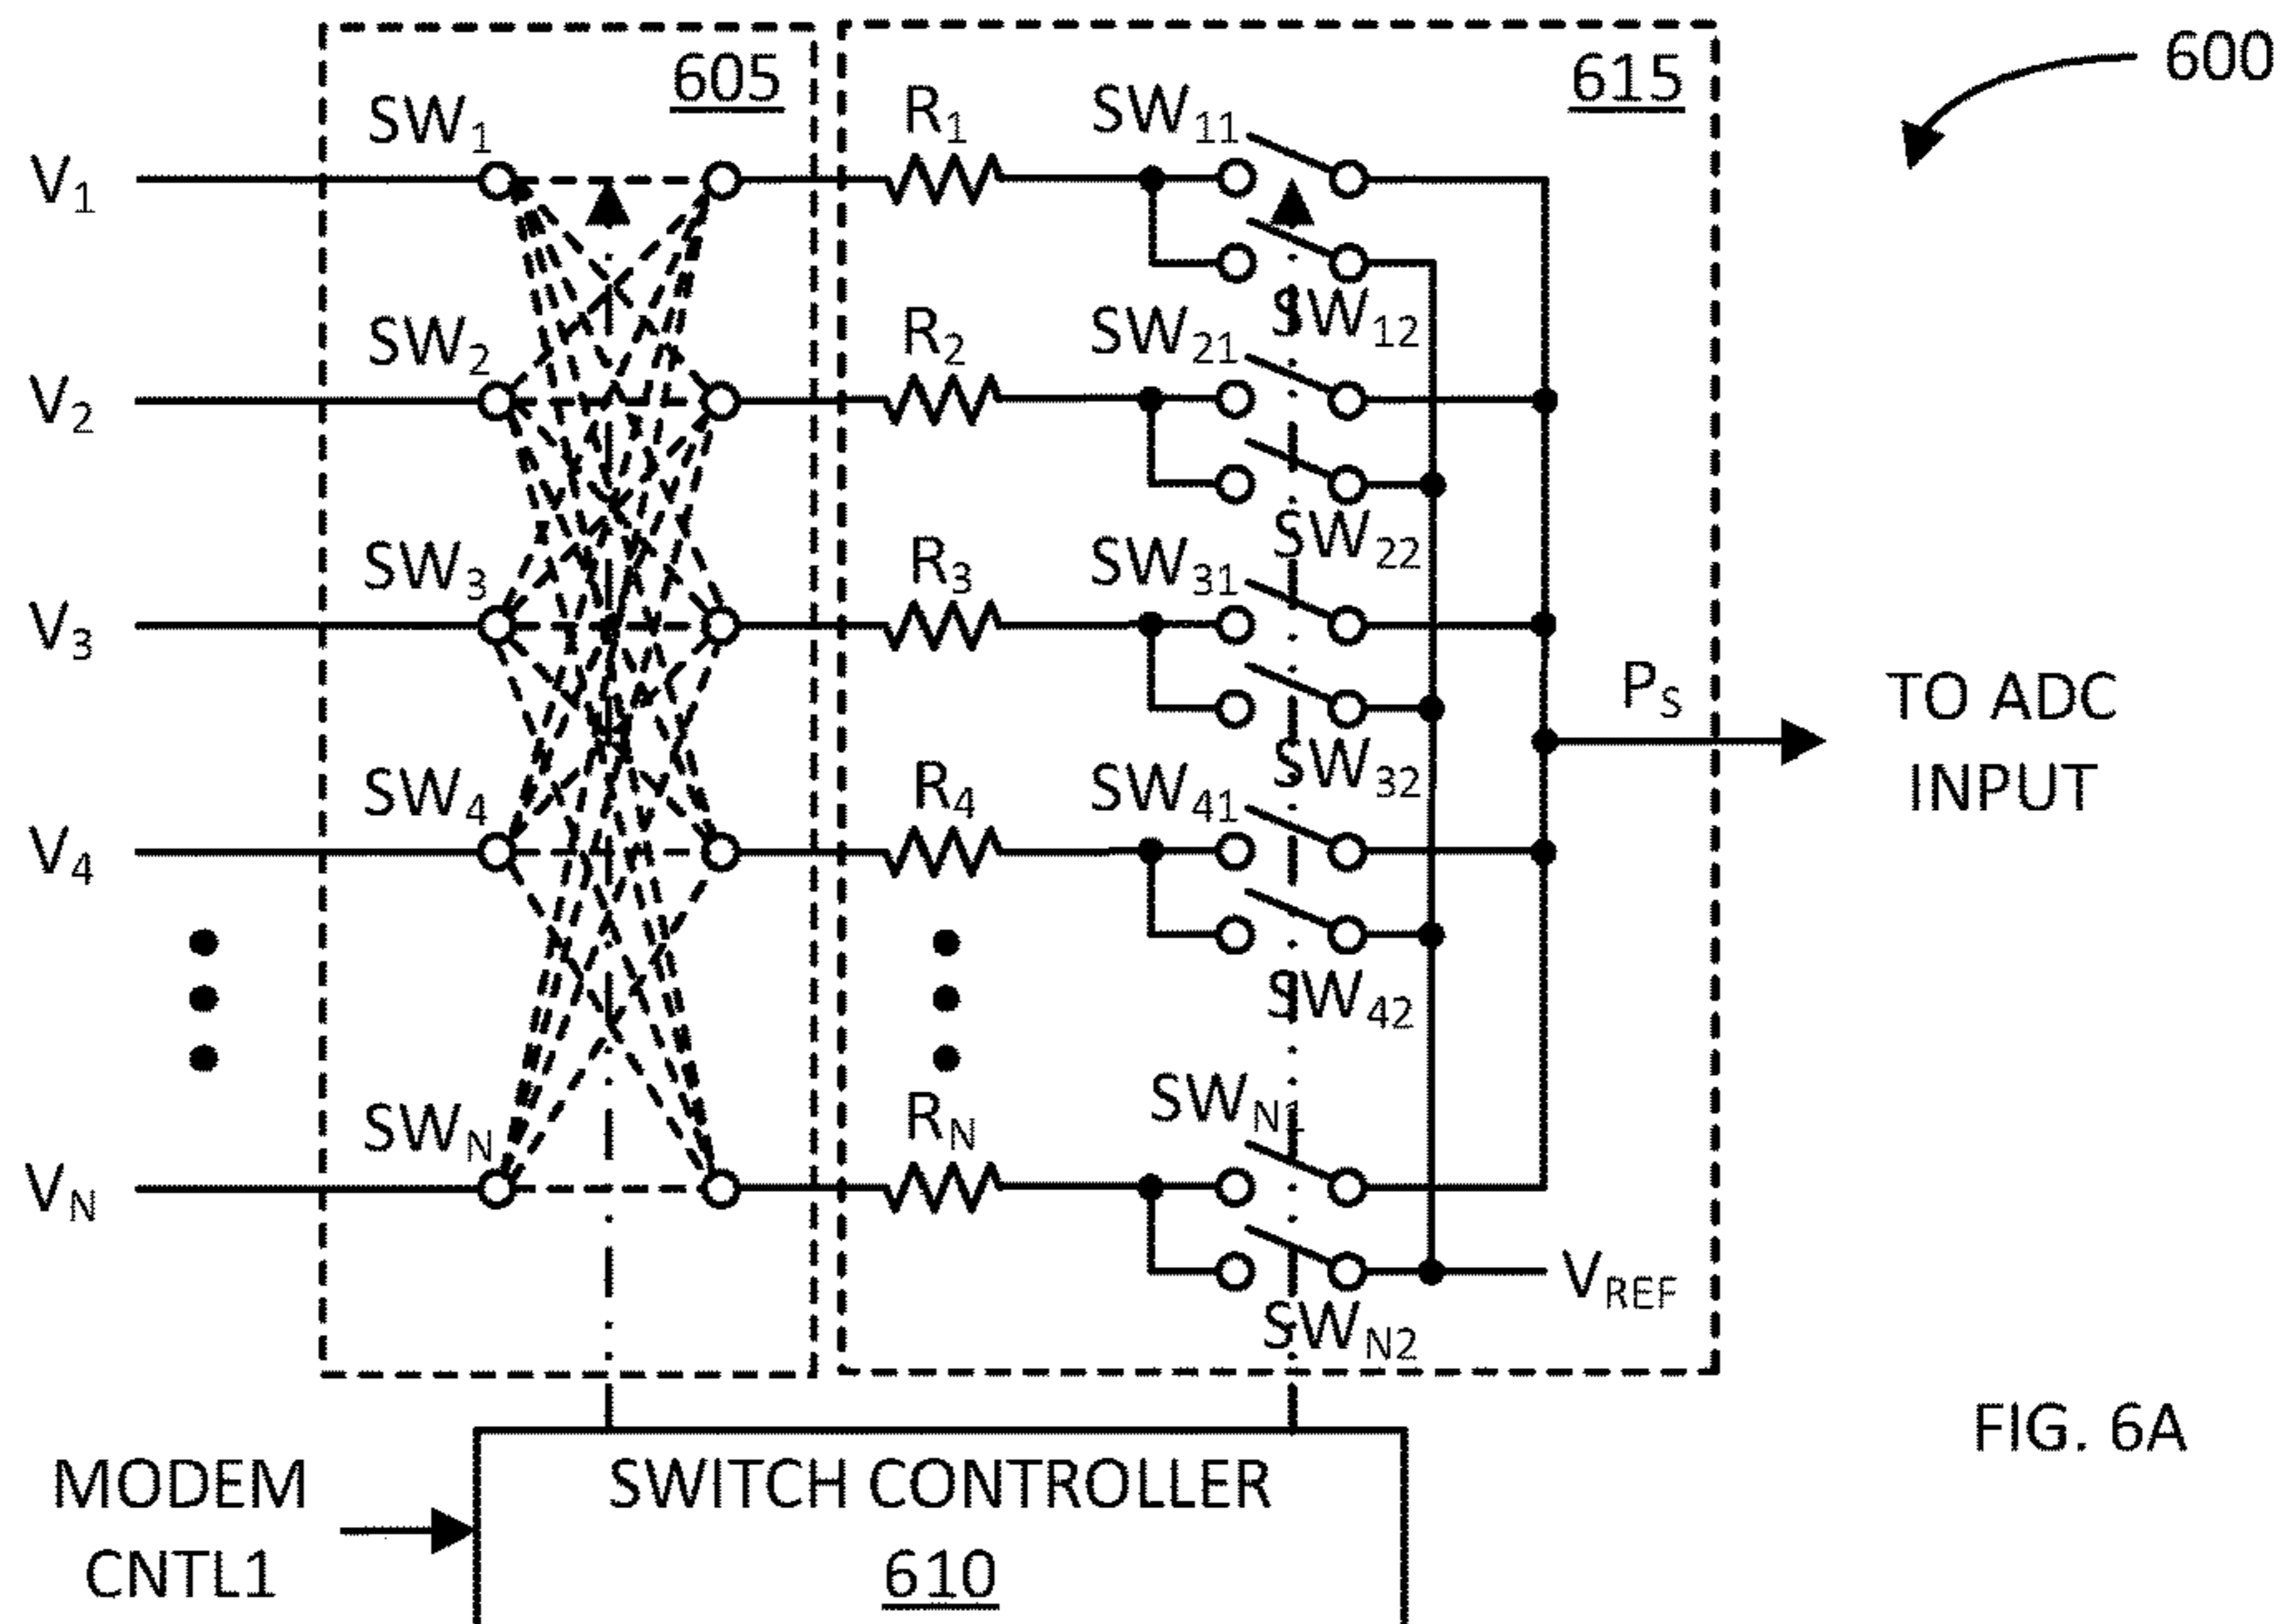 605
615
600
SW1
R1
SW11
V1
SW12
SW2
R2
SW21
V2
SW22
SW3
R3
SW31
V3
PS
TO ADC
INPUT
SW32
SW4
R4
SW41
V4
SW42
SWN
RN
SWN1
VN
VREF
SWN2
FIG. 6A
MODEM
CNTL1
SWITCH CONTROLLER
610